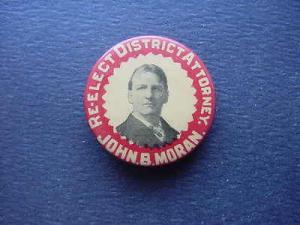 RE-ELECT DISTRICT ATTORNEY.
JOHN B. MORAN.